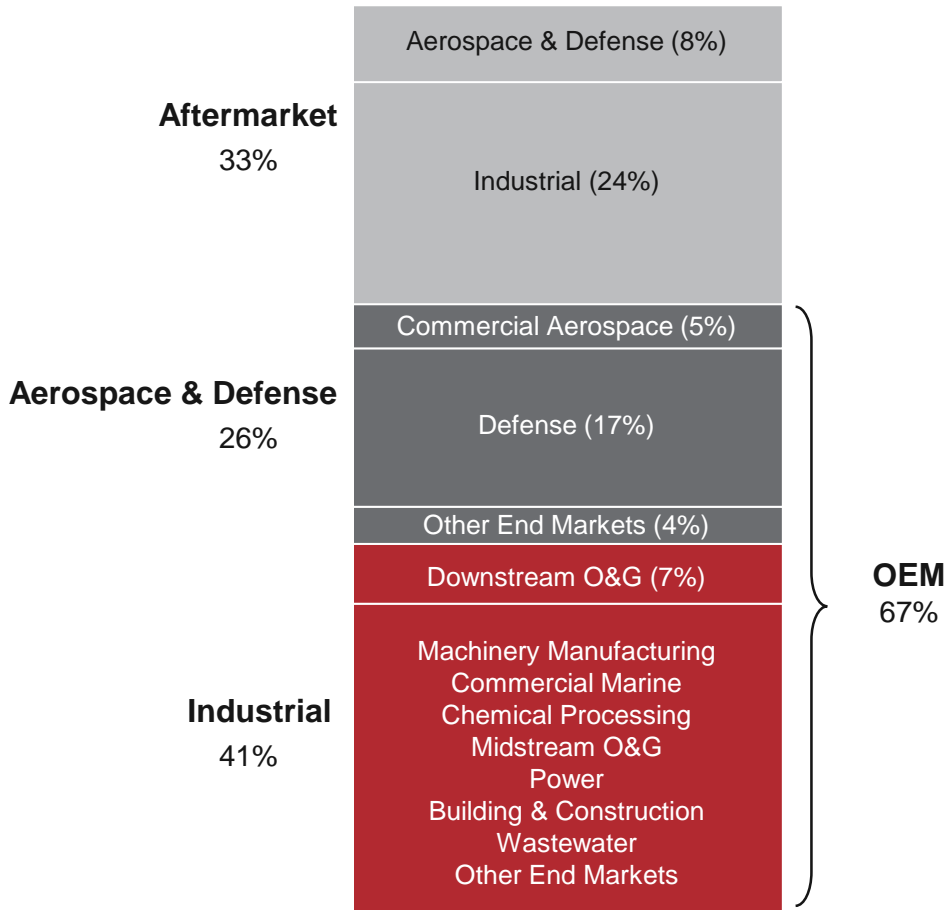 Aerospace & Defense (8%)
Aftermarket
33%
Industrial (24%)
Commercial Aerospace (5%)
Aerospace & Defense
26%
Defense (17%)
Other End Markets (4%)
Downstream O&G (7%)
OEM
67%
Industrial
41%
Machinery Manufacturing
Commercial Marine
Chemical Processing
Midstream O&G
Power
Building & Construction
Wastewater
Other End Markets